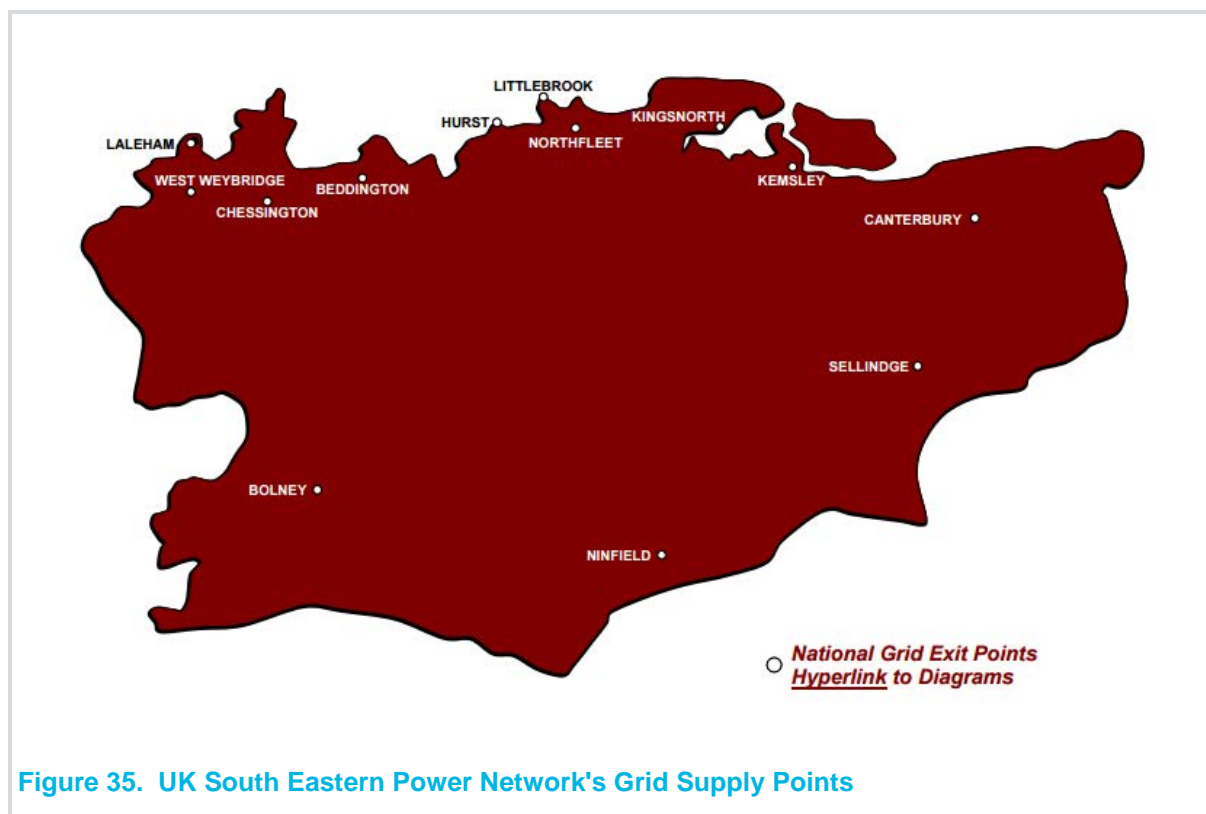 LITTLEBROOK
HURST
KINGSNORTH
NORTHFLEET
LALEHAM
WEST WEYBRIDGE
BEDDINGTON
KEMSLEY
CHESSINGTON
CANTERBURY
SELLINDGE
BOLNEY
NINFIELD
National Grid Exit Points
Hyperlink to Diagrams
Figure 35. UK South Eastern Power Network's Grid Supply Points